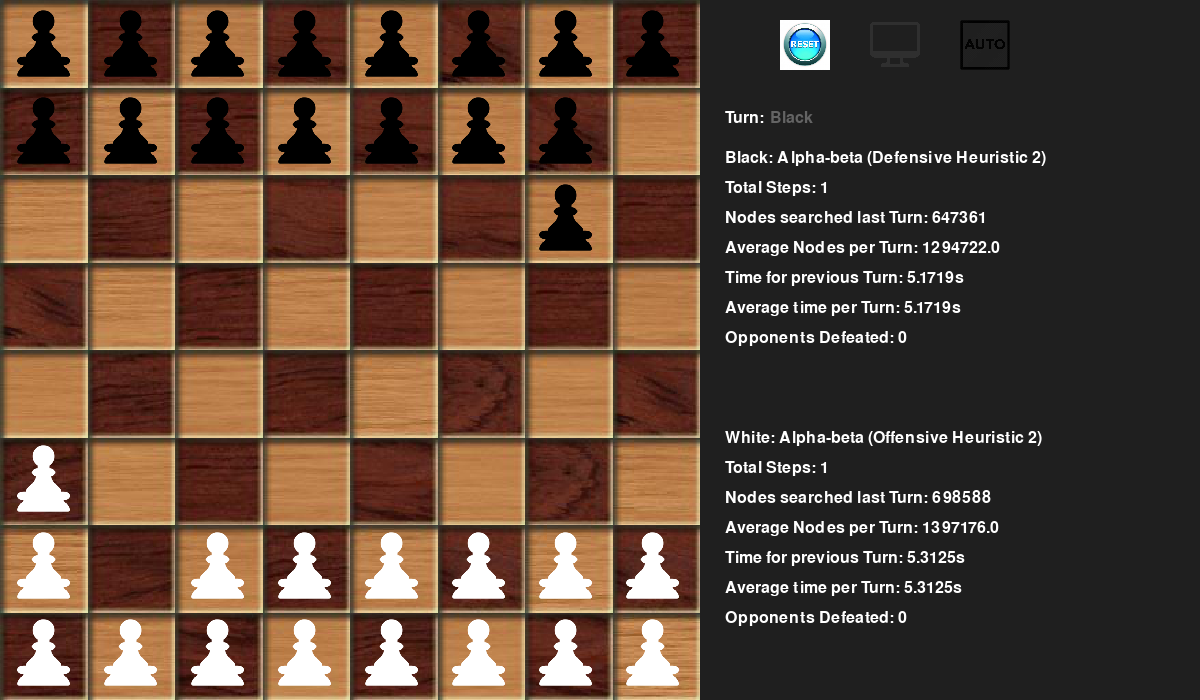 RESET
AUTO
Turn: Black
Black: Alpha-beta (Defensive Heuristic 2)
Total Steps: 1
Nodes searched last Turn: 647361
Average Nodes per Turn: 1294722.0
Time for previous Turn: 5.1719s
Average time per Turn: 5.1719s
Opponents Defeated: 0
White: Alpha-beta (Offensive Heuristic 2)
Total Steps: 1
Nodes searched last Turn: 698588
Average Nodes per Turn: 1397176.0
Time for previous Turn: 5.3125s
Average time per Turn: 5.3125s
Opponents Defeated: 0